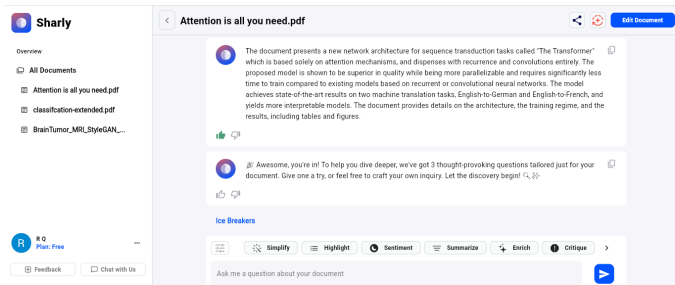 Sharly
Overview
All Documents
Attention is all you need.pdf
classifcation-extended.pdf
BrainTumor_MRI_StyleGAN_...
R
R Q
Plan: Free
Feedback
Chat with Us
Attention is all you need.pdf
Edit Document
The document presents a new network architecture for sequence transduction tasks called "The Transformer"
which is based solely on attention mechanisms, and dispenses with recurrence and convolutions entirely. The
proposed model is shown to be superior in quality while being more parallelizable and requires significantly less
time to train compared to existing models based on recurrent or convolutional neural networks. The model
achieves state-of-the-art results on two machine translation tasks, English-to-German and English-to-French, and
yields more interpretable models. The document provides details on the architecture, the training regime, and the
results, including tables and figures.
🎉 Awesome, you're in! To help you dive deeper, we've got 3 thought-provoking questions tailored just for your
document. Give one a try, or feel free to craft your own inquiry. Let the discovery begin! 🔍✨
Ice Breakers
Simplify
Highlight
Sentiment
Summarize
Enrich
Critique
Ask me a question about your document